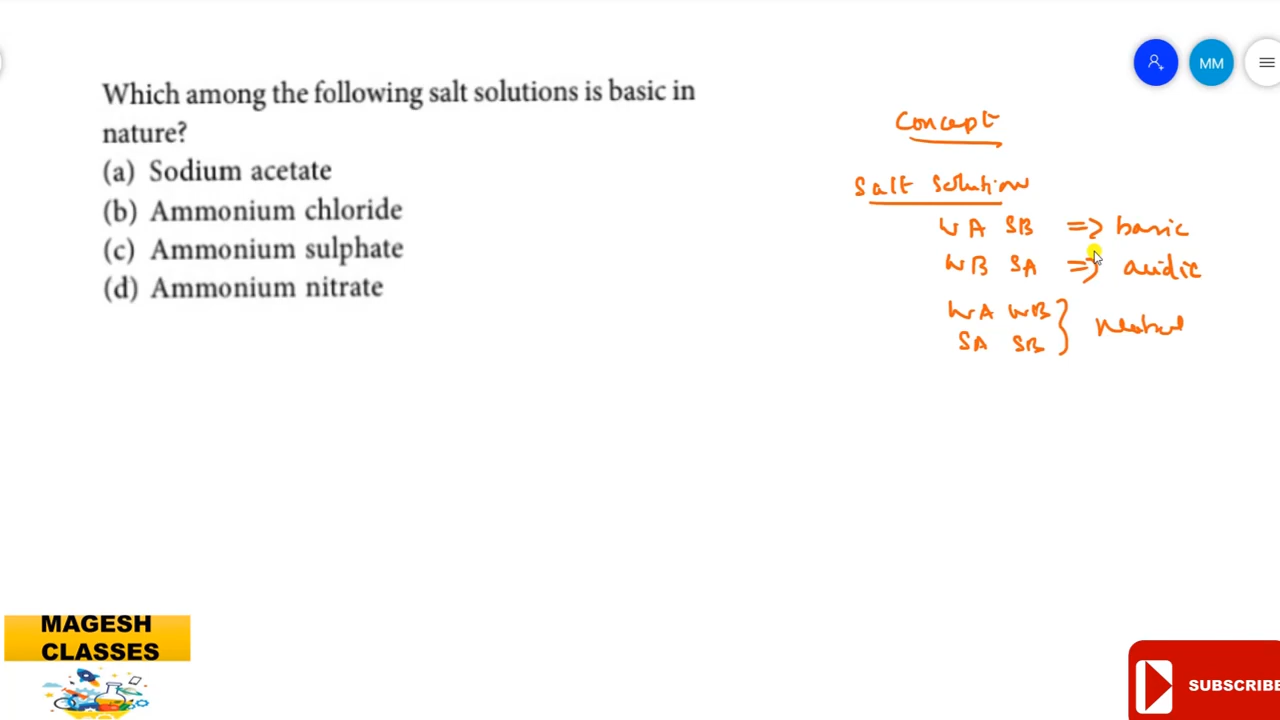 Which among the following salt solutions is basic in
nature?
(a) Sodium acetate
(b) Ammonium chloride
(c) Ammonium sulphate
(d) Ammonium nitrate
MM
Concept
Salt Solution
WA SB => basic
WB SA => acidic
WA WB
SA SB } Neutral
MAGESH
CLASSES
SUBSCRIBE